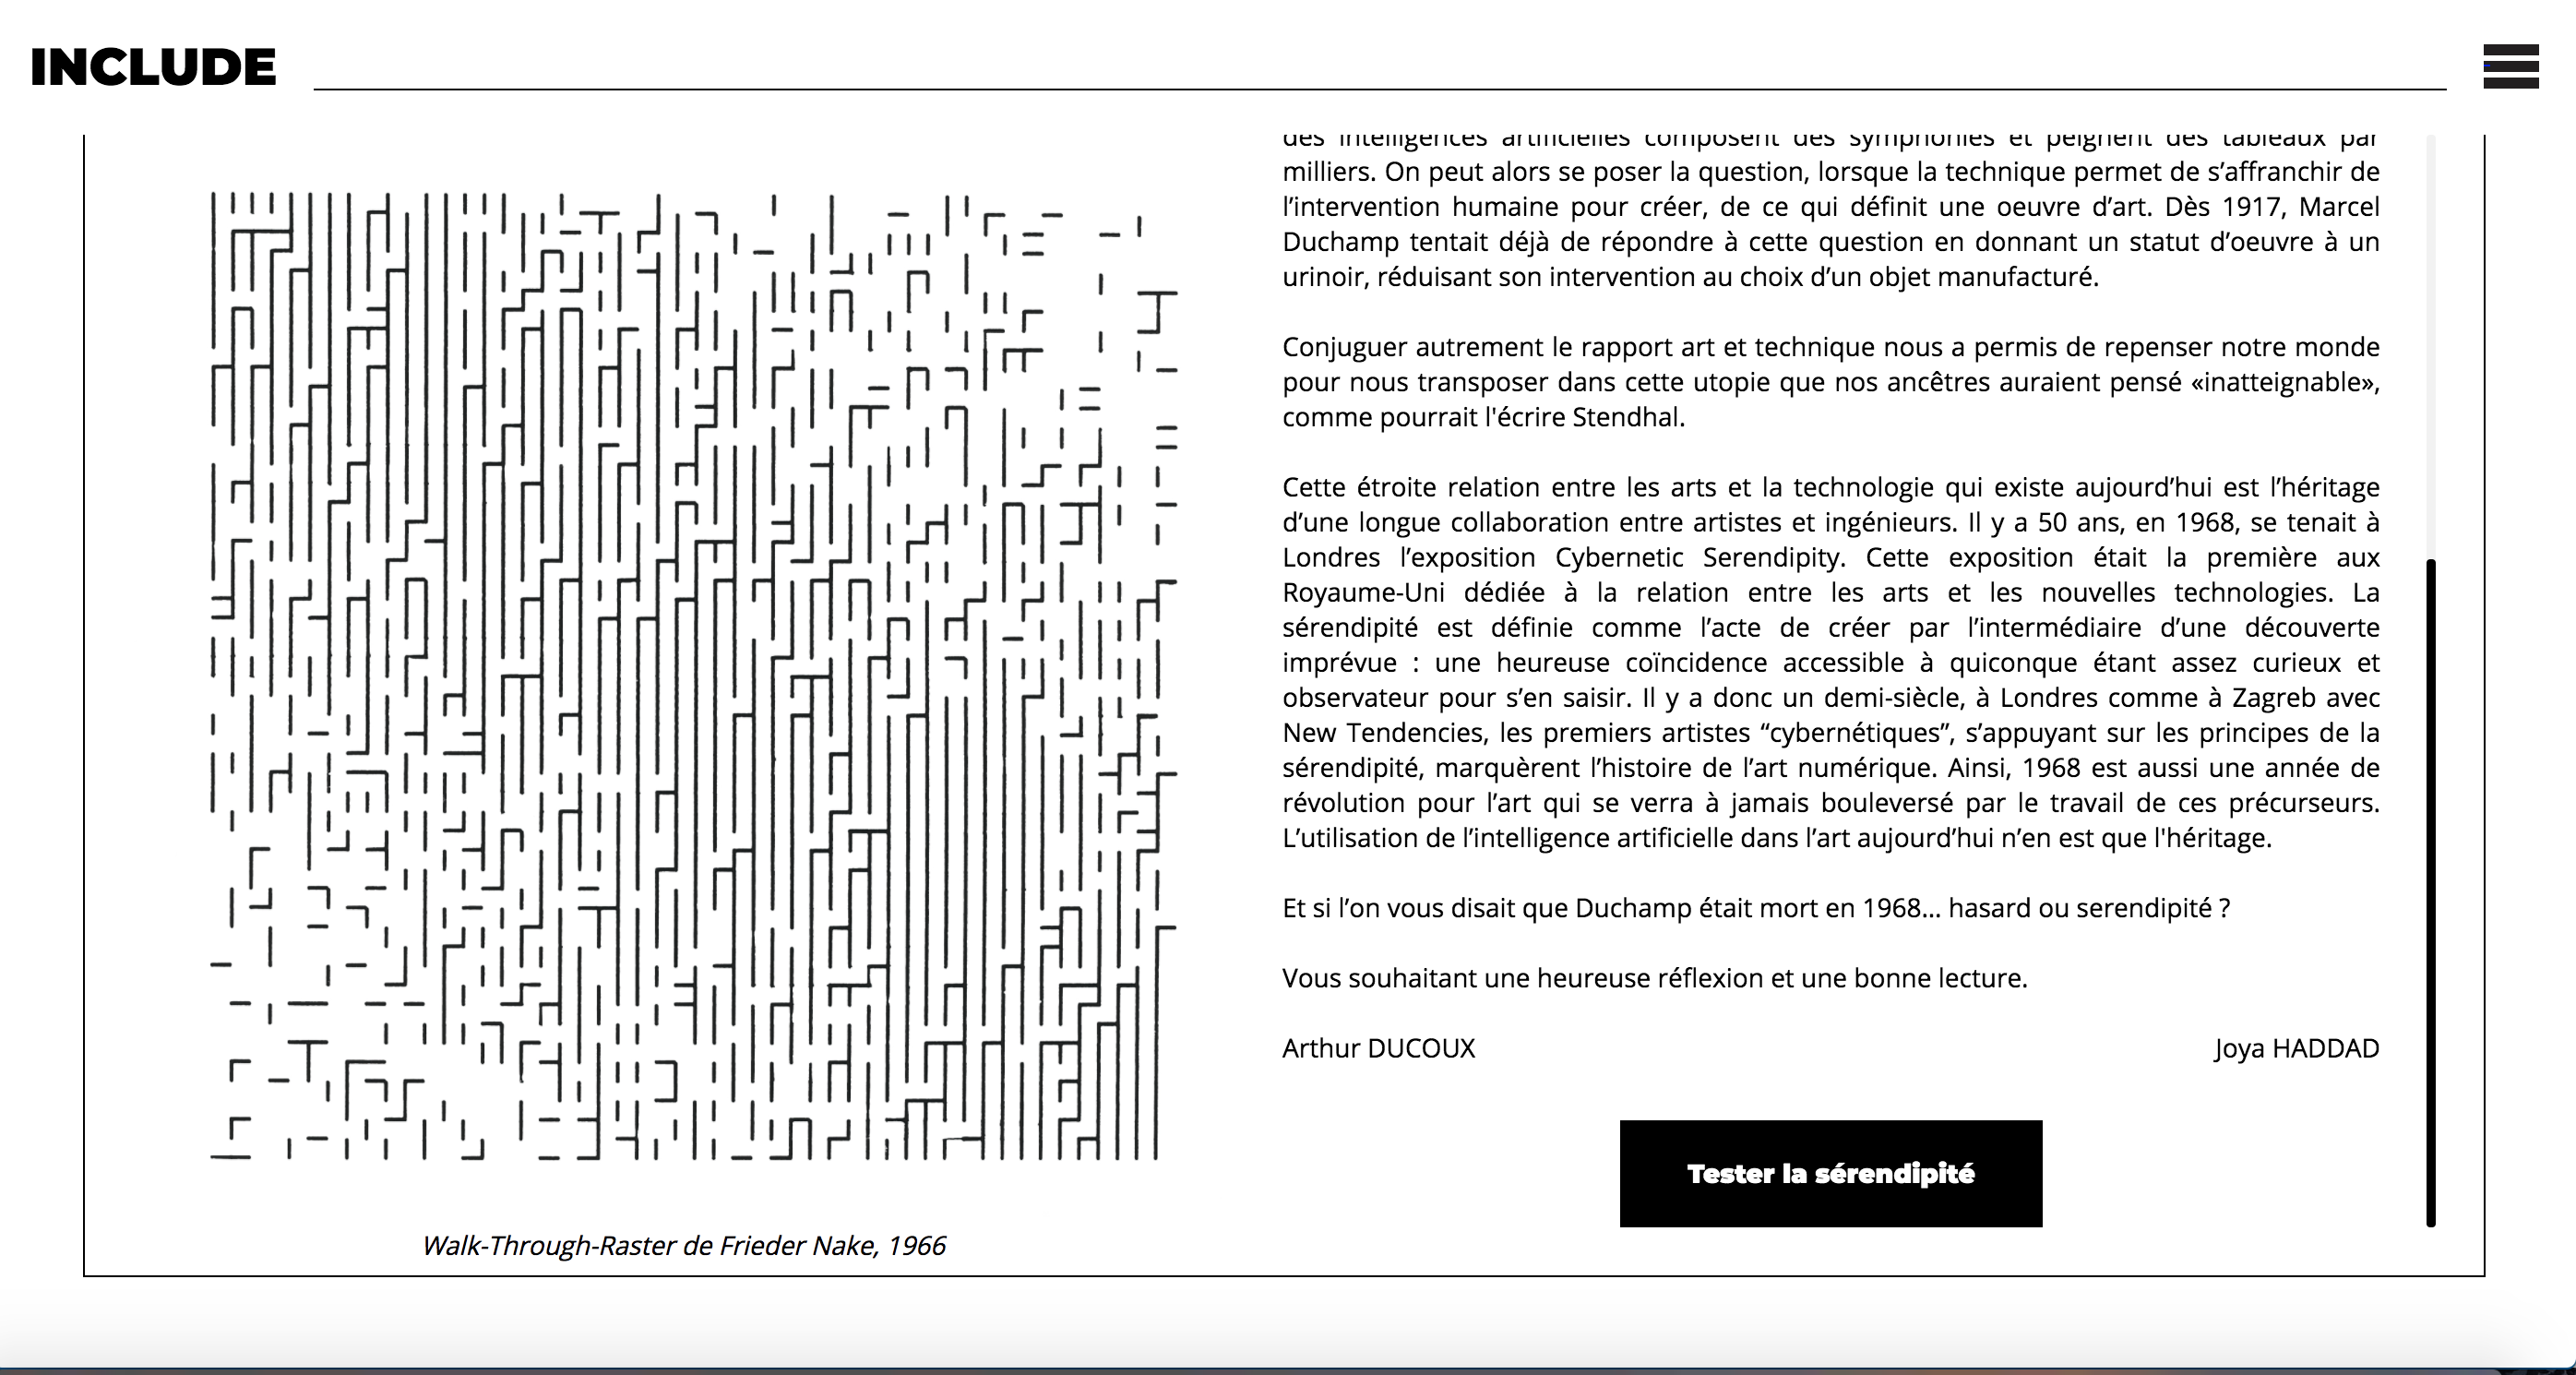 INCLUDE
des intelligences artificielles composent des symphonies et peignent des tableaux par
milliers. On peut alors se poser la question, lorsque la technique permet de s’affranchir de
l’intervention humaine pour créer, de ce qui définit une oeuvre d’art. Dès 1917, Marcel
Duchamp tentait déjà de répondre à cette question en donnant un statut d’oeuvre à un
urinoir, réduisant son intervention au choix d’un objet manufacturé.
Conjuguer autrement le rapport art et technique nous a permis de repenser notre monde
pour nous transposer dans cette utopie que nos ancêtres auraient pensé «inatteignable»,
comme pourrait l'écrire Stendhal.
Cette étroite relation entre les arts et la technologie qui existe aujourd’hui est l’héritage
d’une longue collaboration entre artistes et ingénieurs. Il y a 50 ans, en 1968, se tenait à
Londres l’exposition Cybernetic Serendipity. Cette exposition était la première aux
Royaume-Uni dédiée à la relation entre les arts et les nouvelles technologies. La
sérendipité est définie comme l’acte de créer par l’intermédiaire d’une découverte
imprévue : une heureuse coïncidence accessible à quiconque étant assez curieux et
observateur pour s’en saisir. Il y a donc un demi-siècle, à Londres comme à Zagreb avec
New Tendencies, les premiers artistes “cybernétiques”, s’appuyant sur les principes de la
sérendipité, marquèrent l’histoire de l’art numérique. Ainsi, 1968 est aussi une année de
révolution pour l’art qui se verra à jamais bouleversé par le travail de ces précurseurs.
L’utilisation de l’intelligence artificielle dans l’art aujourd’hui n’en est que l'héritage.
Et si l’on vous disait que Duchamp était mort en 1968... hasard ou serendipité ?
Vous souhaitant une heureuse réflexion et une bonne lecture.
Arthur DUCOUX Joya HADDAD
Tester la sérendipité
Walk-Through-Raster de Frieder Nake, 1966